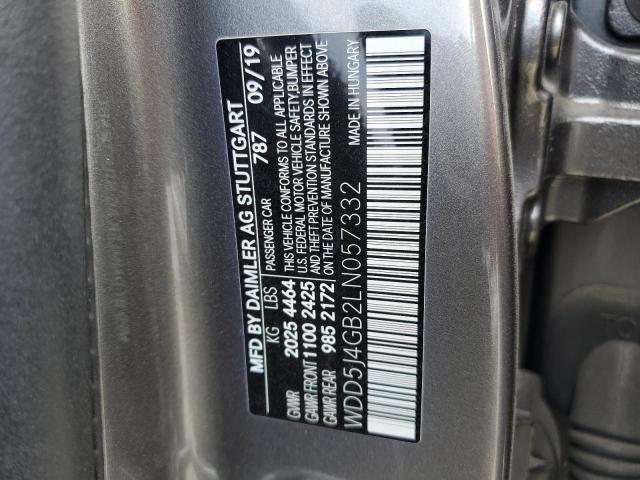 MFD BY DAIMLER AG STUTTGART
787 09/19
KG LBS PASSENGER CAR
GVWR 2025 4464 THIS VEHICLE CONFORMS TO ALL APPLICABLE
GAWR FRONT 1100 2425 U.S. FEDERAL MOTOR VEHICLE SAFETY, BUMPER
AND THEFT PREVENTION STANDARDS IN EFFECT
GAWR REAR 985 2172 ON THE DATE OF MANUFACTURE SHOWN ABOVE
WDD5J4GB2LN057332 MADE IN HUNGARY